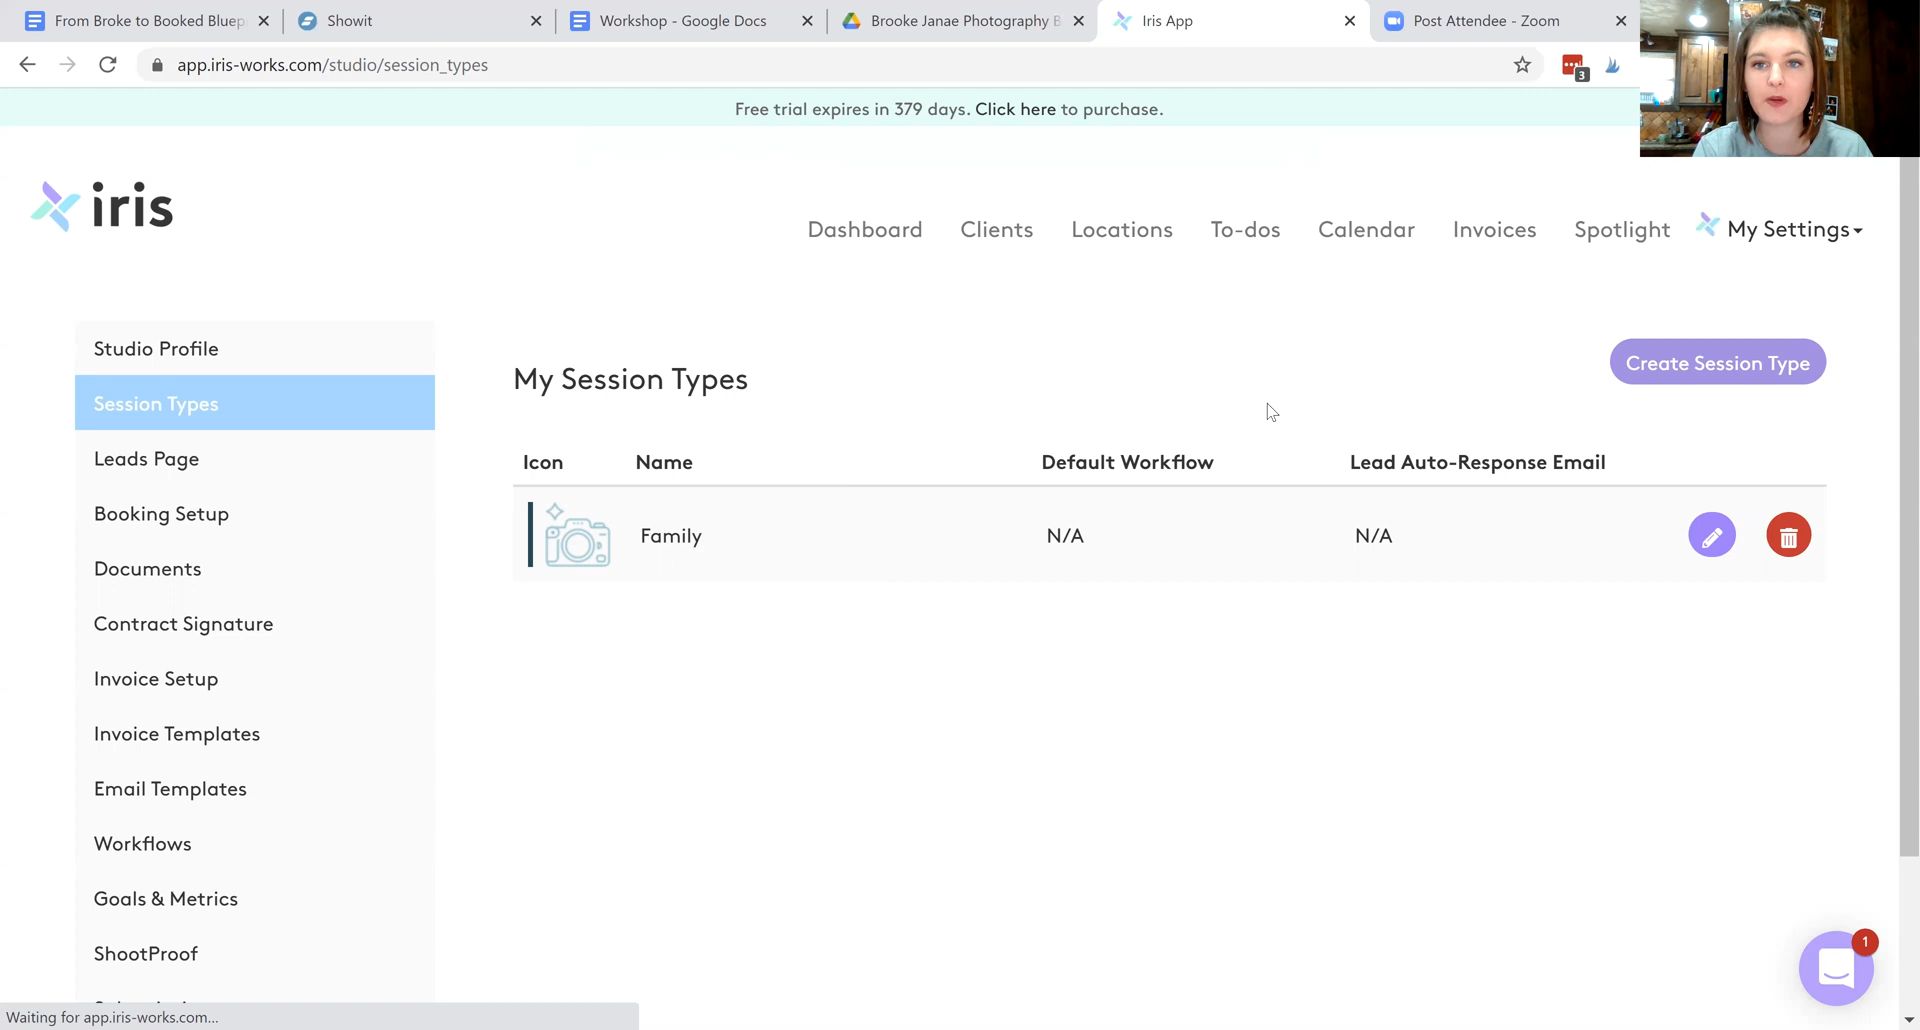 From Broke to Booked Bluep
Showit
Workshop - Google Docs
Brooke Janae Photography B
Iris App
Post Attendee - Zoom
app.iris-works.com/studio/session_types
3
Free trial expires in 379 days. Click here to purchase.
iris
Dashboard
Clients
Locations
To-dos
Calendar
Invoices
Spotlight
My Settings
Studio Profile
Session Types
Leads Page
Booking Setup
Documents
Contract Signature
Invoice Setup
Invoice Templates
Email Templates
Workflows
Goals & Metrics
ShootProof
My Session Types
Create Session Type
Icon Name Default Workflow Lead Auto-Response Email
Family N/A N/A
1
Waiting for app.iris-works.com...